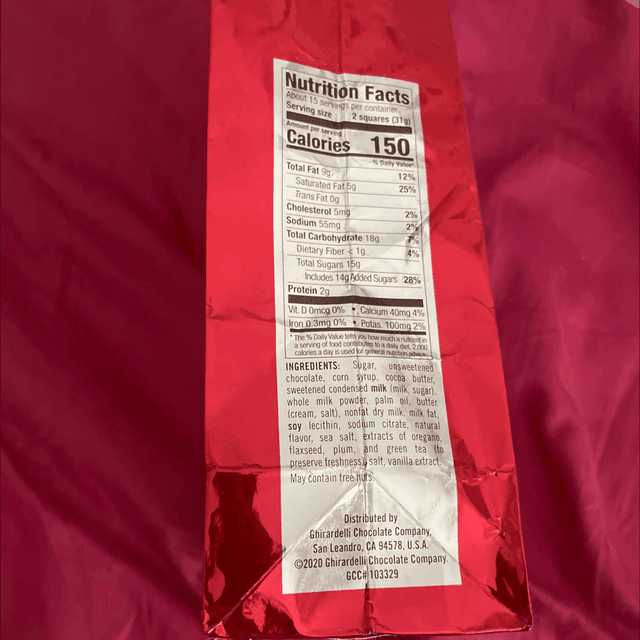 Nutrition Facts
About 15 servings per container
Serving size 2 squares (31g)
Amount per serving
Calories 150
% Daily Value*
Total Fat 9g 12%
Saturated Fat 5g 25%
Trans Fat 0g
Cholesterol 5mg 2%
Sodium 55mg 2%
Total Carbohydrate 18g 7%
Dietary Fiber < 1g 4%
Total Sugars 15g
Includes 14g Added Sugars 28%
Protein 2g
Vit. D 0mcg 0% • Calcium 40mg 4%
Iron 0.3mg 0% • Potas. 100mg 2%
* The % Daily Value tells you how much a nutrient in
a serving of food contributes to a daily diet. 2,000
calories a day is used for general nutrition advice.
INGREDIENTS: Sugar, unsweetened
chocolate, corn syrup, cocoa butter,
sweetened condensed milk (milk, sugar),
whole milk powder, palm oil, butter
(cream, salt), nonfat dry milk, milk fat,
soy lecithin, sodium citrate, natural
flavor, sea salt, extracts of oregano,
flaxseed, plum, and green tea (to
preserve freshness), salt, vanilla extract.
May contain tree nuts.
Distributed by
Ghirardelli Chocolate Company,
San Leandro, CA 94578, U.S.A.
©2020 Ghirardelli Chocolate Company.
GCC# 103329